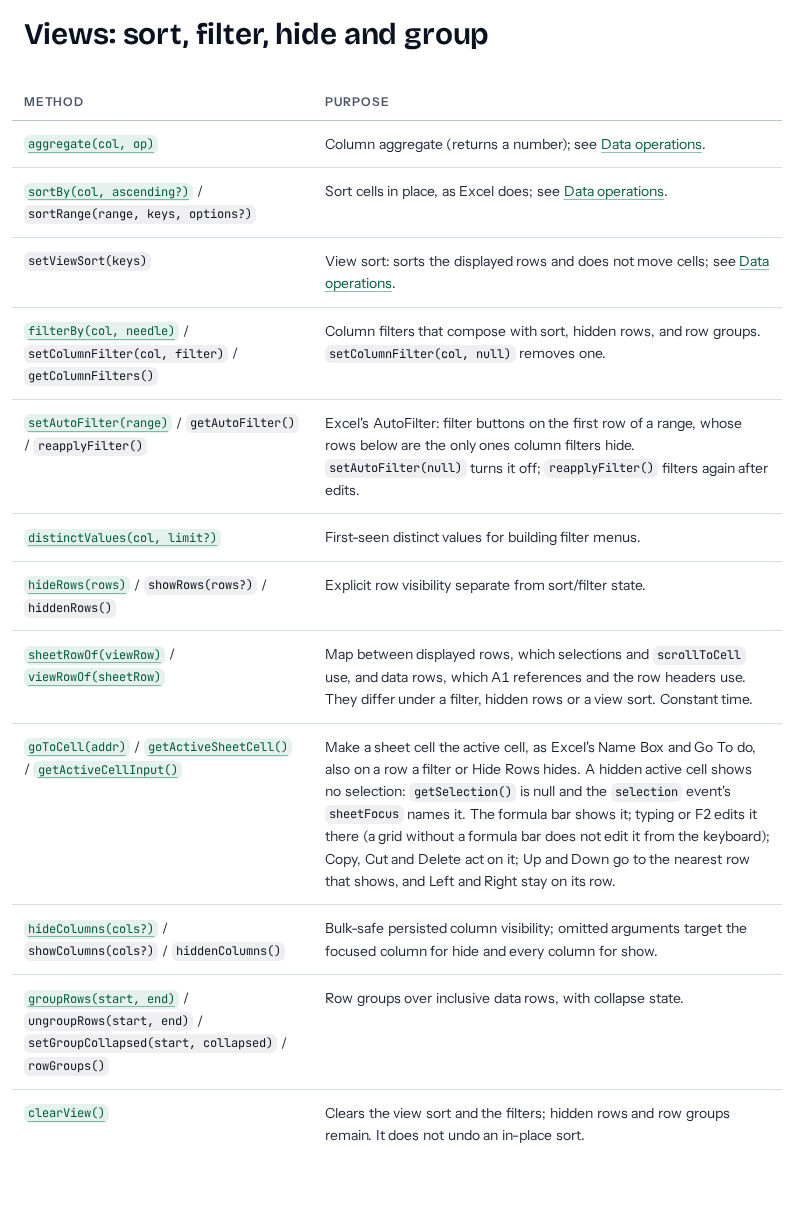 Views: sort, filter, hide and group
METHOD
PURPOSE
aggregate(col, op)
Column aggregate (returns a number); see Data operations.
sortBy(col, ascending?) /
sortRange(range, keys, options?)
Sort cells in place, as Excel does; see Data operations.
setViewSort(keys)
View sort: sorts the displayed rows and does not move cells; see Data
operations.
filterBy(col, needle) /
setColumnFilter(col, filter) /
getColumnFilters()
Column filters that compose with sort, hidden rows, and row groups.
setColumnFilter(col, null) removes one.
setAutoFilter(range) / getAutoFilter()
/ reapplyFilter()
Excel's AutoFilter: filter buttons on the first row of a range, whose
rows below are the only ones column filters hide.
setAutoFilter(null) turns it off; reapplyFilter() filters again after
edits.
distinctValues(col, limit?)
First-seen distinct values for building filter menus.
hideRows(rows) / showRows(rows?) /
hiddenRows()
Explicit row visibility separate from sort/filter state.
sheetRowOf(viewRow) /
viewRowOf(sheetRow)
Map between displayed rows, which selections and scrollToCell
use, and data rows, which A1 references and the row headers use.
They differ under a filter, hidden rows or a view sort. Constant time.
goToCell(addr) / getActiveSheetCell()
/ getActiveCellInput()
Make a sheet cell the active cell, as Excel's Name Box and Go To do,
also on a row a filter or Hide Rows hides. A hidden active cell shows
no selection: getSelection() is null and the selection event's
sheetFocus names it. The formula bar shows it; typing or F2 edits it
there (a grid without a formula bar does not edit it from the keyboard);
Copy, Cut and Delete act on it; Up and Down go to the nearest row
that shows, and Left and Right stay on its row.
hideColumns(cols?) /
showColumns(cols?) / hiddenColumns()
Bulk-safe persisted column visibility; omitted arguments target the
focused column for hide and every column for show.
groupRows(start, end) /
ungroupRows(start, end) /
setGroupCollapsed(start, collapsed) /
rowGroups()
Row groups over inclusive data rows, with collapse state.
clearView()
Clears the view sort and the filters; hidden rows and row groups
remain. It does not undo an in-place sort.